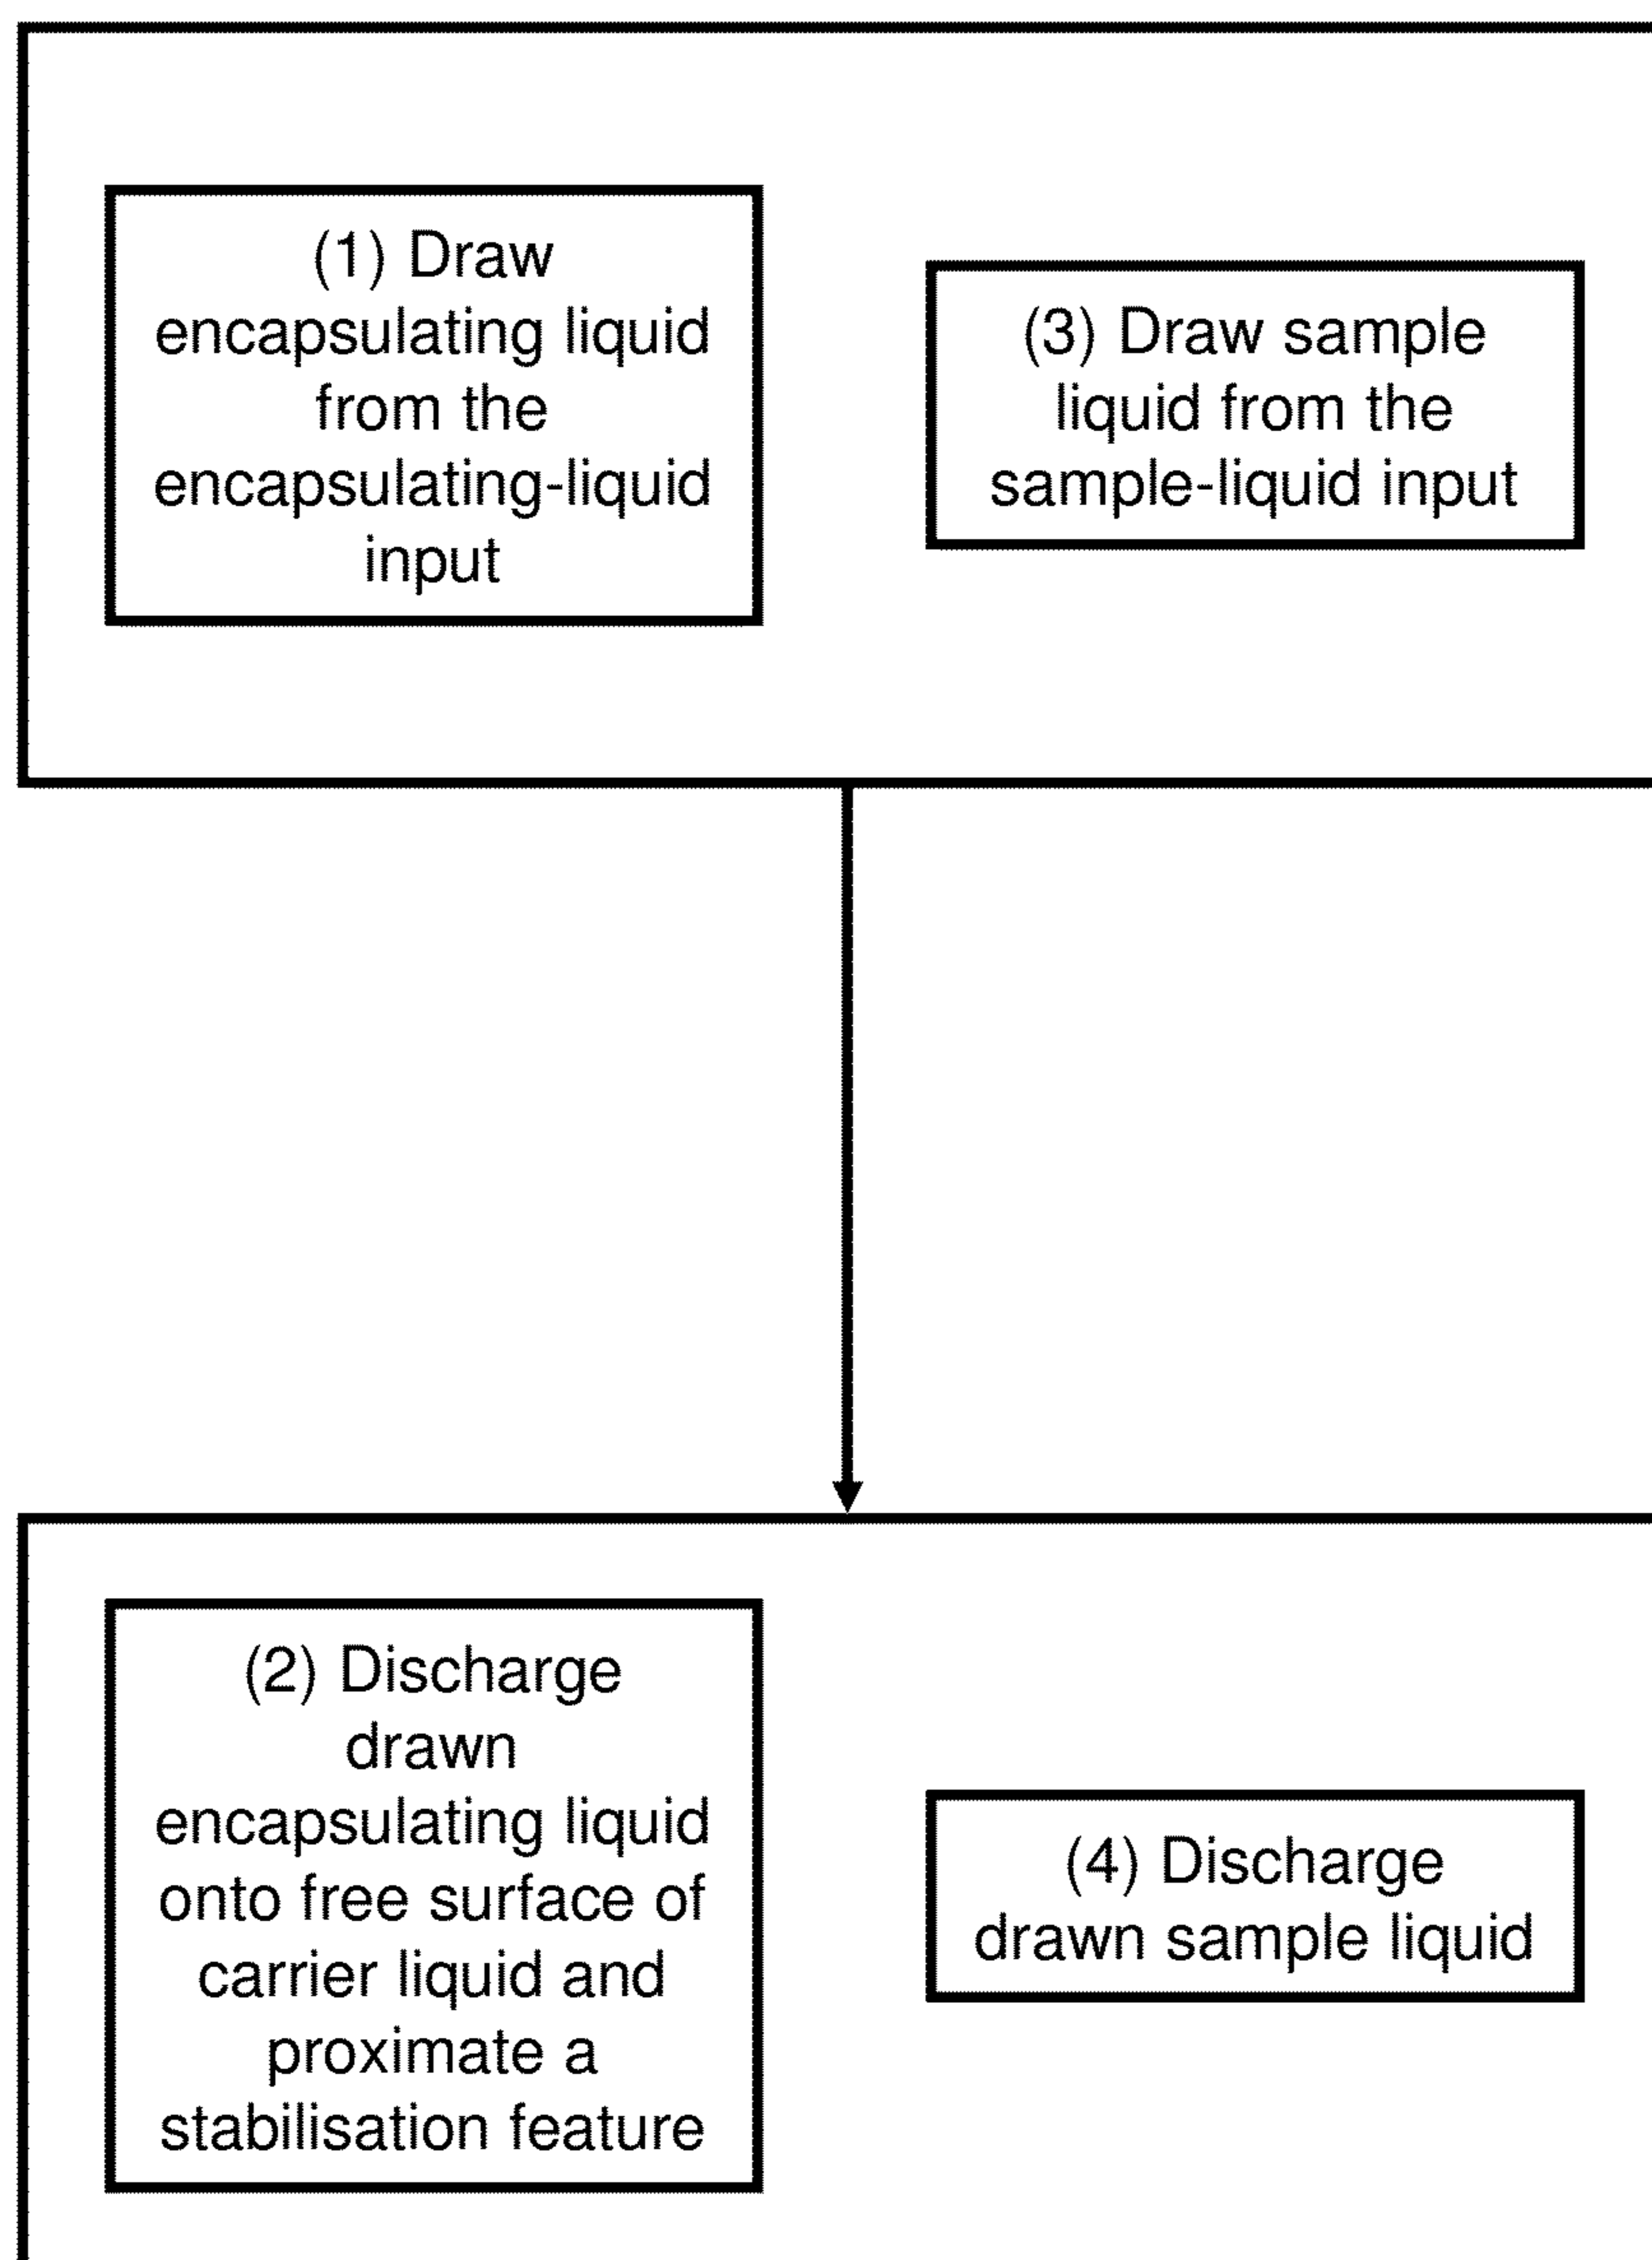 (1) Draw
encapsulating liquid
from the
encapsulating-liquid
input
(3) Draw sample
liquid from the
sample-liquid input
(2) Discharge
drawn
encapsulating liquid
onto free surface of
carrier liquid and
proximate a
stabilisation feature
(4) Discharge
drawn sample liquid